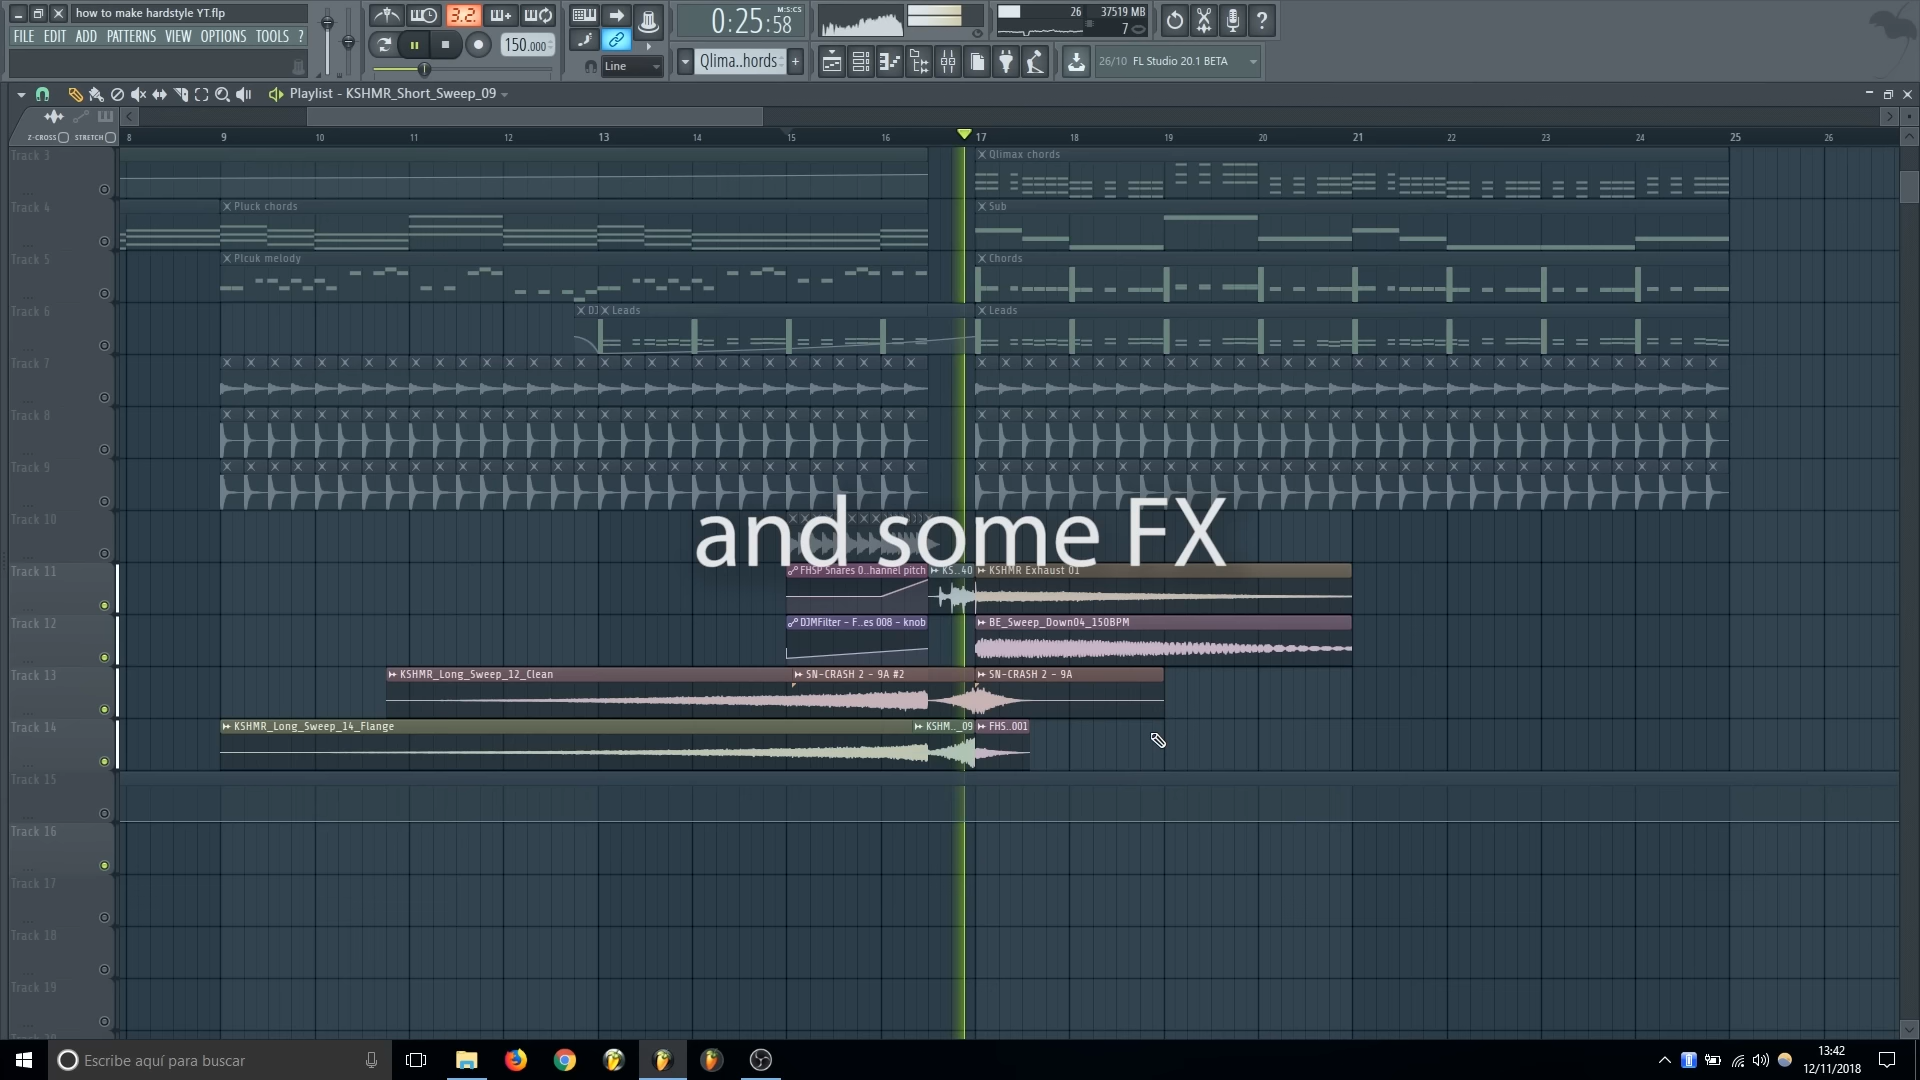 how to make hardstyle YT.flp
FILE EDIT ADD PATTERNS VIEW OPTIONS TOOLS ?
3.2
150.000
Line
M:S:CS
0:25:58
Qlima..hords
26
37519 MB
7
26/10 FL Studio 20.1 BETA
Playlist - KSHMR_Short_Sweep_09
Z-CROSS STRETCH
8 9 10 11 12 13 14 15 16 17 18 19 20 21 22 23 24 25 26
Track 3
Qlimax chords
Track 4
Pluck chords
Sub
Track 5
Plcuk melody
Chords
Track 6
DJ
Leads
Leads
Track 7
Track 8
Track 9
Track 10
and some FX
Track 11
FHSP Snares 0..hannel pitch
KS..40
KSHMR Exhaust 01
Track 12
DJMFilter - F..es 008 - knob
BE_Sweep_Down04_150BPM
Track 13
KSHMR_Long_Sweep_12_Clean
SN-CRASH 2 - 9A #2
SN-CRASH 2 - 9A
Track 14
KSHMR_Long_Sweep_14_Flange
KSHM.._09
FHS..001
Track 15
Track 16
Track 17
Track 18
Track 19
Escribe aquí para buscar
13:42
12/11/2018